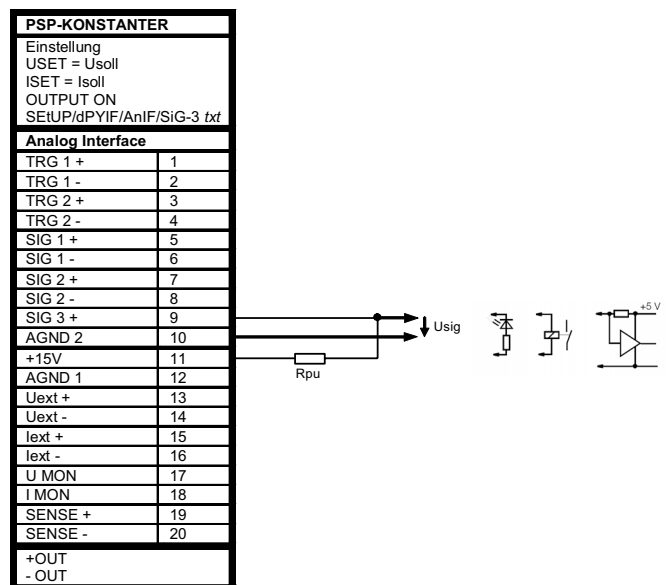 PSP-KONSTANTER
Einstellung
USET = Usoll
ISET = Isoll
OUTPUT ON
SEtUP/dPYIF/AnIF/SiG-3 txt
Analog Interface
TRG 1 + 1
TRG 1 - 2
TRG 2 + 3
TRG 2 - 4
SIG 1 + 5
SIG 1 - 6
SIG 2 + 7
SIG 2 - 8
SIG 3 + 9
AGND 2 10
+15V 11
AGND 1 12
Uext + 13
Uext - 14
Iext + 15
Iext - 16
U MON 17
I MON 18
SENSE + 19
SENSE - 20
+OUT
- OUT
Usig
Rpu
+5 V